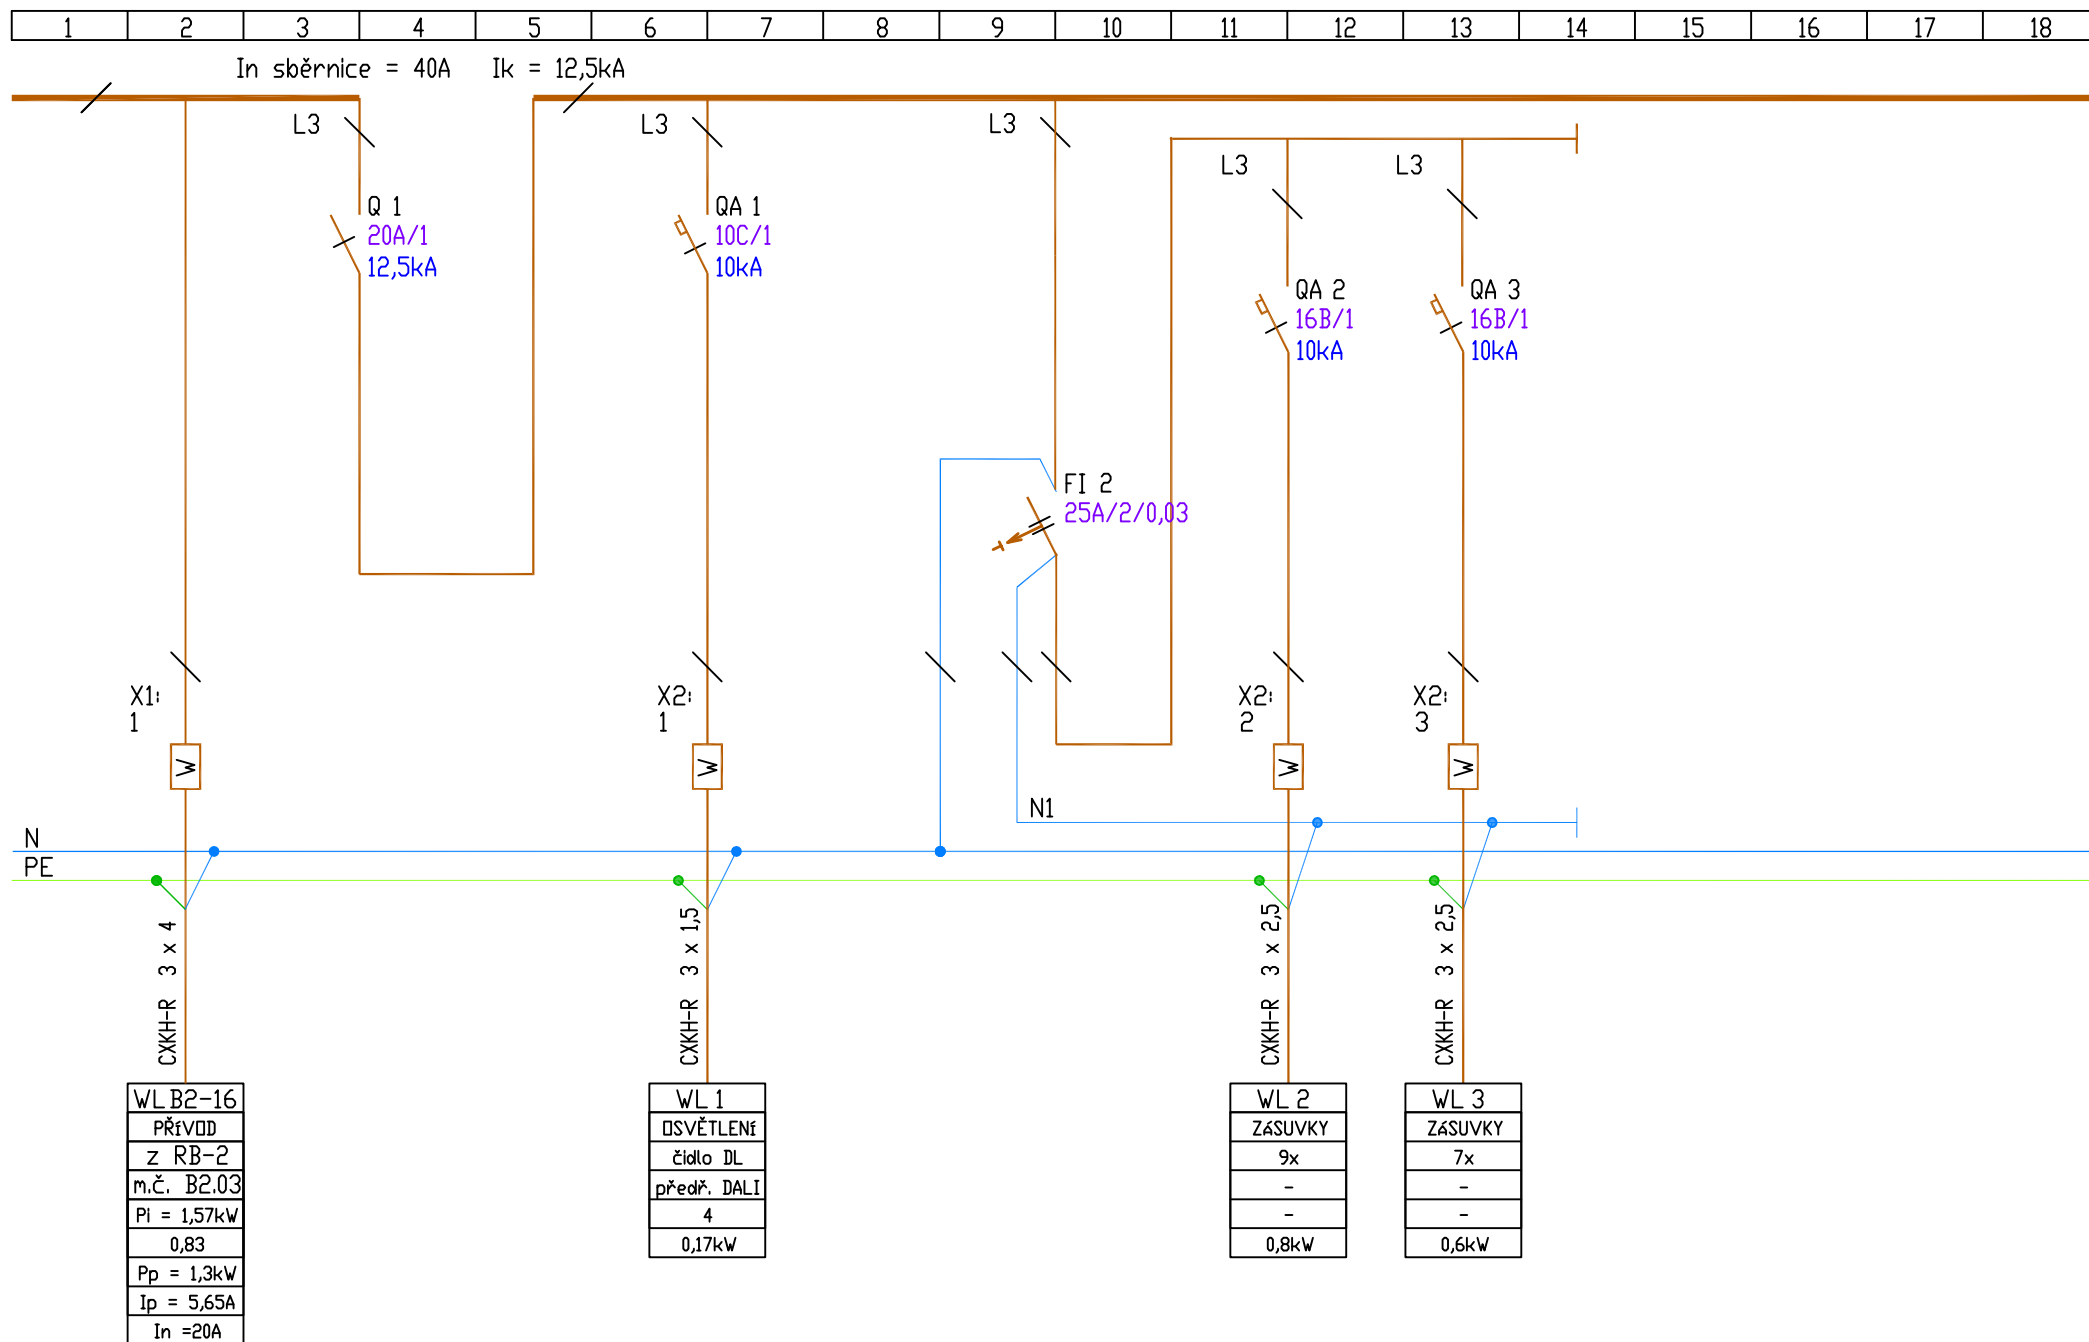 1 2 3 4 5 6 7 8 9 10 11 12 13 14 15 16 17 18
In sběrnice = 40A Ik = 12,5kA
L3 L3 L3
L3 L3
Q 1
20A/1
12,5kA
QA 1
10C/1
10kA
QA 2
16B/1
10kA
QA 3
16B/1
10kA
FI 2
25A/2/0,03
X1:
1
X2:
1
X2:
2
X2:
3
W W W W
N1
N
PE
CXKH-R 3 x 4
CXKH-R 3 x 1,5
CXKH-R 3 x 2,5
CXKH-R 3 x 2,5
WL B2-16
PŘÍVOD
z RB-2
m.č. B2.03
Pi = 1,57kW
0,83
Pp = 1,3kW
Ip = 5,65A
In =20A
WL 1
OSVĚTLENÍ
čidlo DL
předř. DALI
4
0,17kW
WL 2
ZÁSUVKY
9x
-
-
0,8kW
WL 3
ZÁSUVKY
7x
-
-
0,6kW